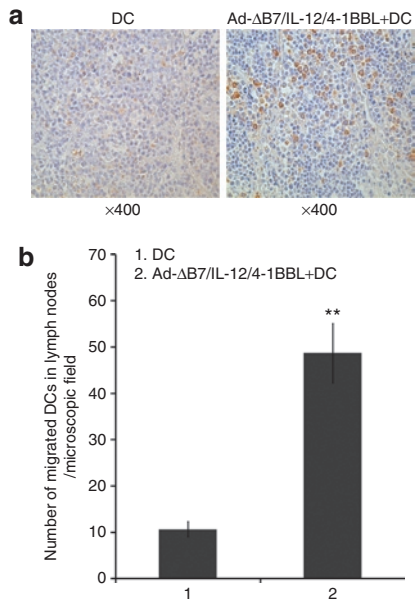 a
DC
Ad-ΔB7/IL-12/4-1BBL+DC
×400
×400
b
Number of migrated DCs in lymph nodes
/microscopic field
70
60
50
40
30
20
10
0
1. DC
2. Ad-ΔB7/IL-12/4-1BBL+DC
**
1
2